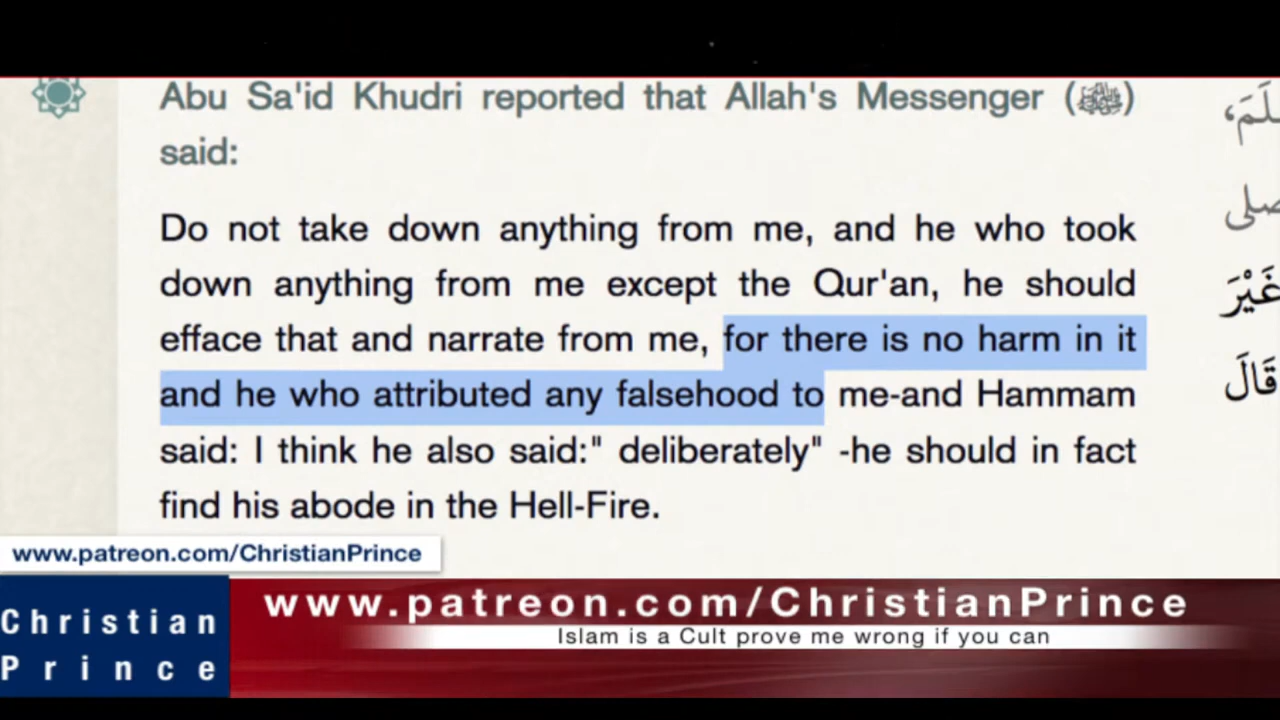 Abu Sa'id Khudri reported that Allah's Messenger (ﷺ)
said:
Do not take down anything from me, and he who took
down anything from me except the Qur'an, he should
efface that and narrate from me, for there is no harm in it
and he who attributed any falsehood to me-and Hammam
said: I think he also said:" deliberately" -he should in fact
find his abode in the Hell-Fire.
صلى
غَيْرَ
قَالَ
www.patreon.com/ChristianPrince
www.patreon.com/ChristianPrince
Islam is a Cult prove me wrong if you can
Christian
Prince